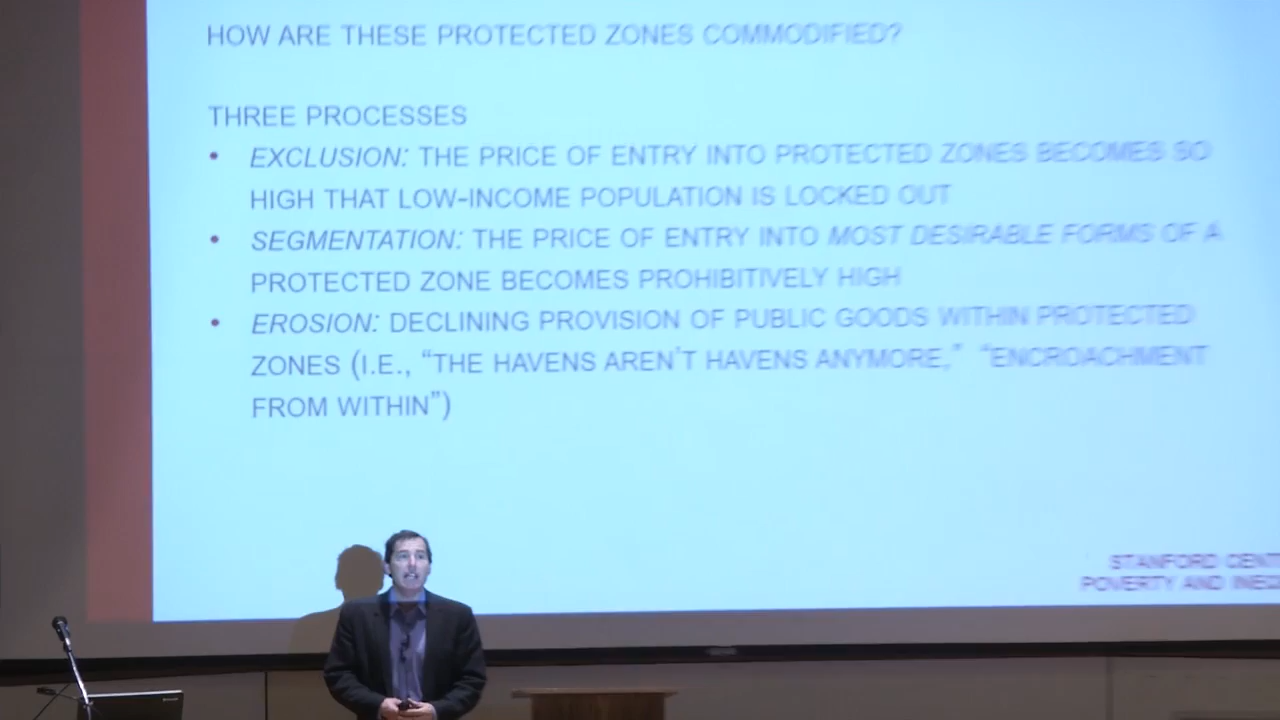 HOW ARE THESE PROTECTED ZONES COMMODIFIED?
THREE PROCESSES
• EXCLUSION: THE PRICE OF ENTRY INTO PROTECTED ZONES BECOMES SO
HIGH THAT LOW-INCOME POPULATION IS LOCKED OUT
• SEGMENTATION: THE PRICE OF ENTRY INTO MOST DESIRABLE FORMS OF A
PROTECTED ZONE BECOMES PROHIBITIVELY HIGH
• EROSION: DECLINING PROVISION OF PUBLIC GOODS WITHIN PROTECTED
ZONES (I.E., “THE HAVENS AREN’T HAVENS ANYMORE,” “ENCROACHMENT
FROM WITHIN”)
STANFORD CENT
POVERTY AND INEQ